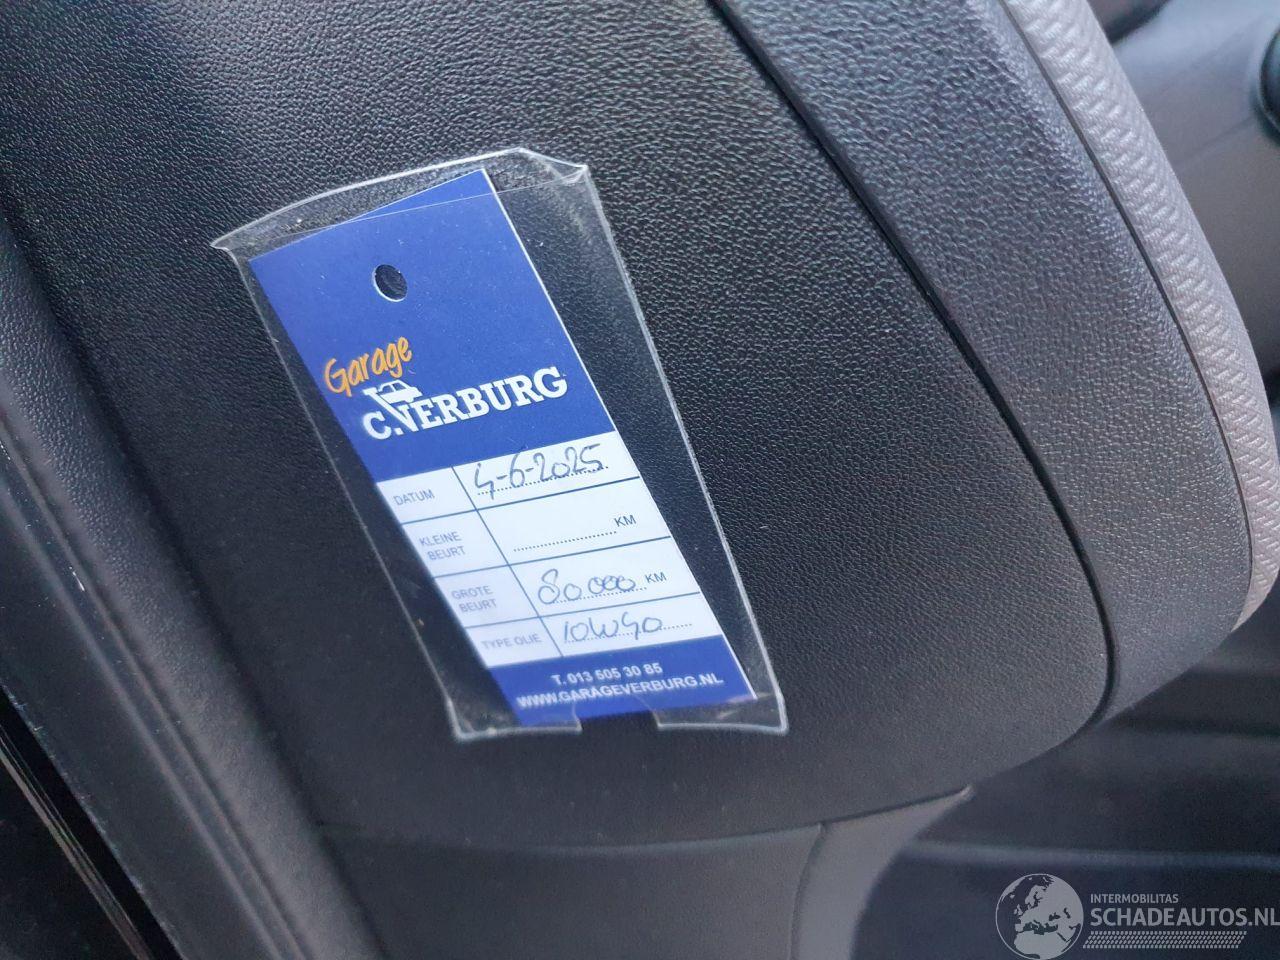 Garage
C.VERBURG
DATUM 4-6-2025
KLEINE BEURT KM
GROTE BEURT 80.000 KM
TYPE OLIE 10W40
T. 013 505 30 85
WWW.GARAGEVERBURG.NL
INTERMOBILITAS
SCHADEAUTOS.NL